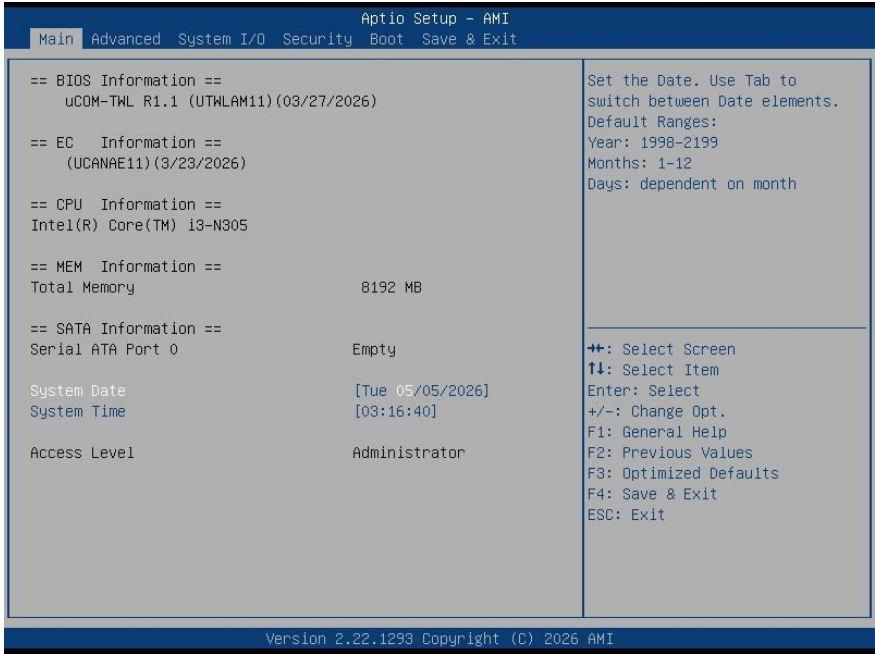 Aptio Setup - AMI
Main Advanced System I/O Security Boot Save & Exit
== BIOS Information ==
uCOM-TWL R1.1 (UTWLAM11)(03/27/2026)
== EC Information ==
(UCANAE11)(3/23/2026)
== CPU Information ==
Intel(R) Core(TM) i3-N305
== MEM Information ==
Total Memory 8192 MB
== SATA Information ==
Serial ATA Port 0 Empty
System Date [Tue 05/05/2026]
System Time [03:16:40]
Access Level Administrator
Set the Date. Use Tab to
switch between Date elements.
Default Ranges:
Year: 1998-2199
Months: 1-12
Days: dependent on month
→←: Select Screen
↑↓: Select Item
Enter: Select
+/-: Change Opt.
F1: General Help
F2: Previous Values
F3: Optimized Defaults
F4: Save & Exit
ESC: Exit
Version 2.22.1293 Copyright (C) 2026 AMI